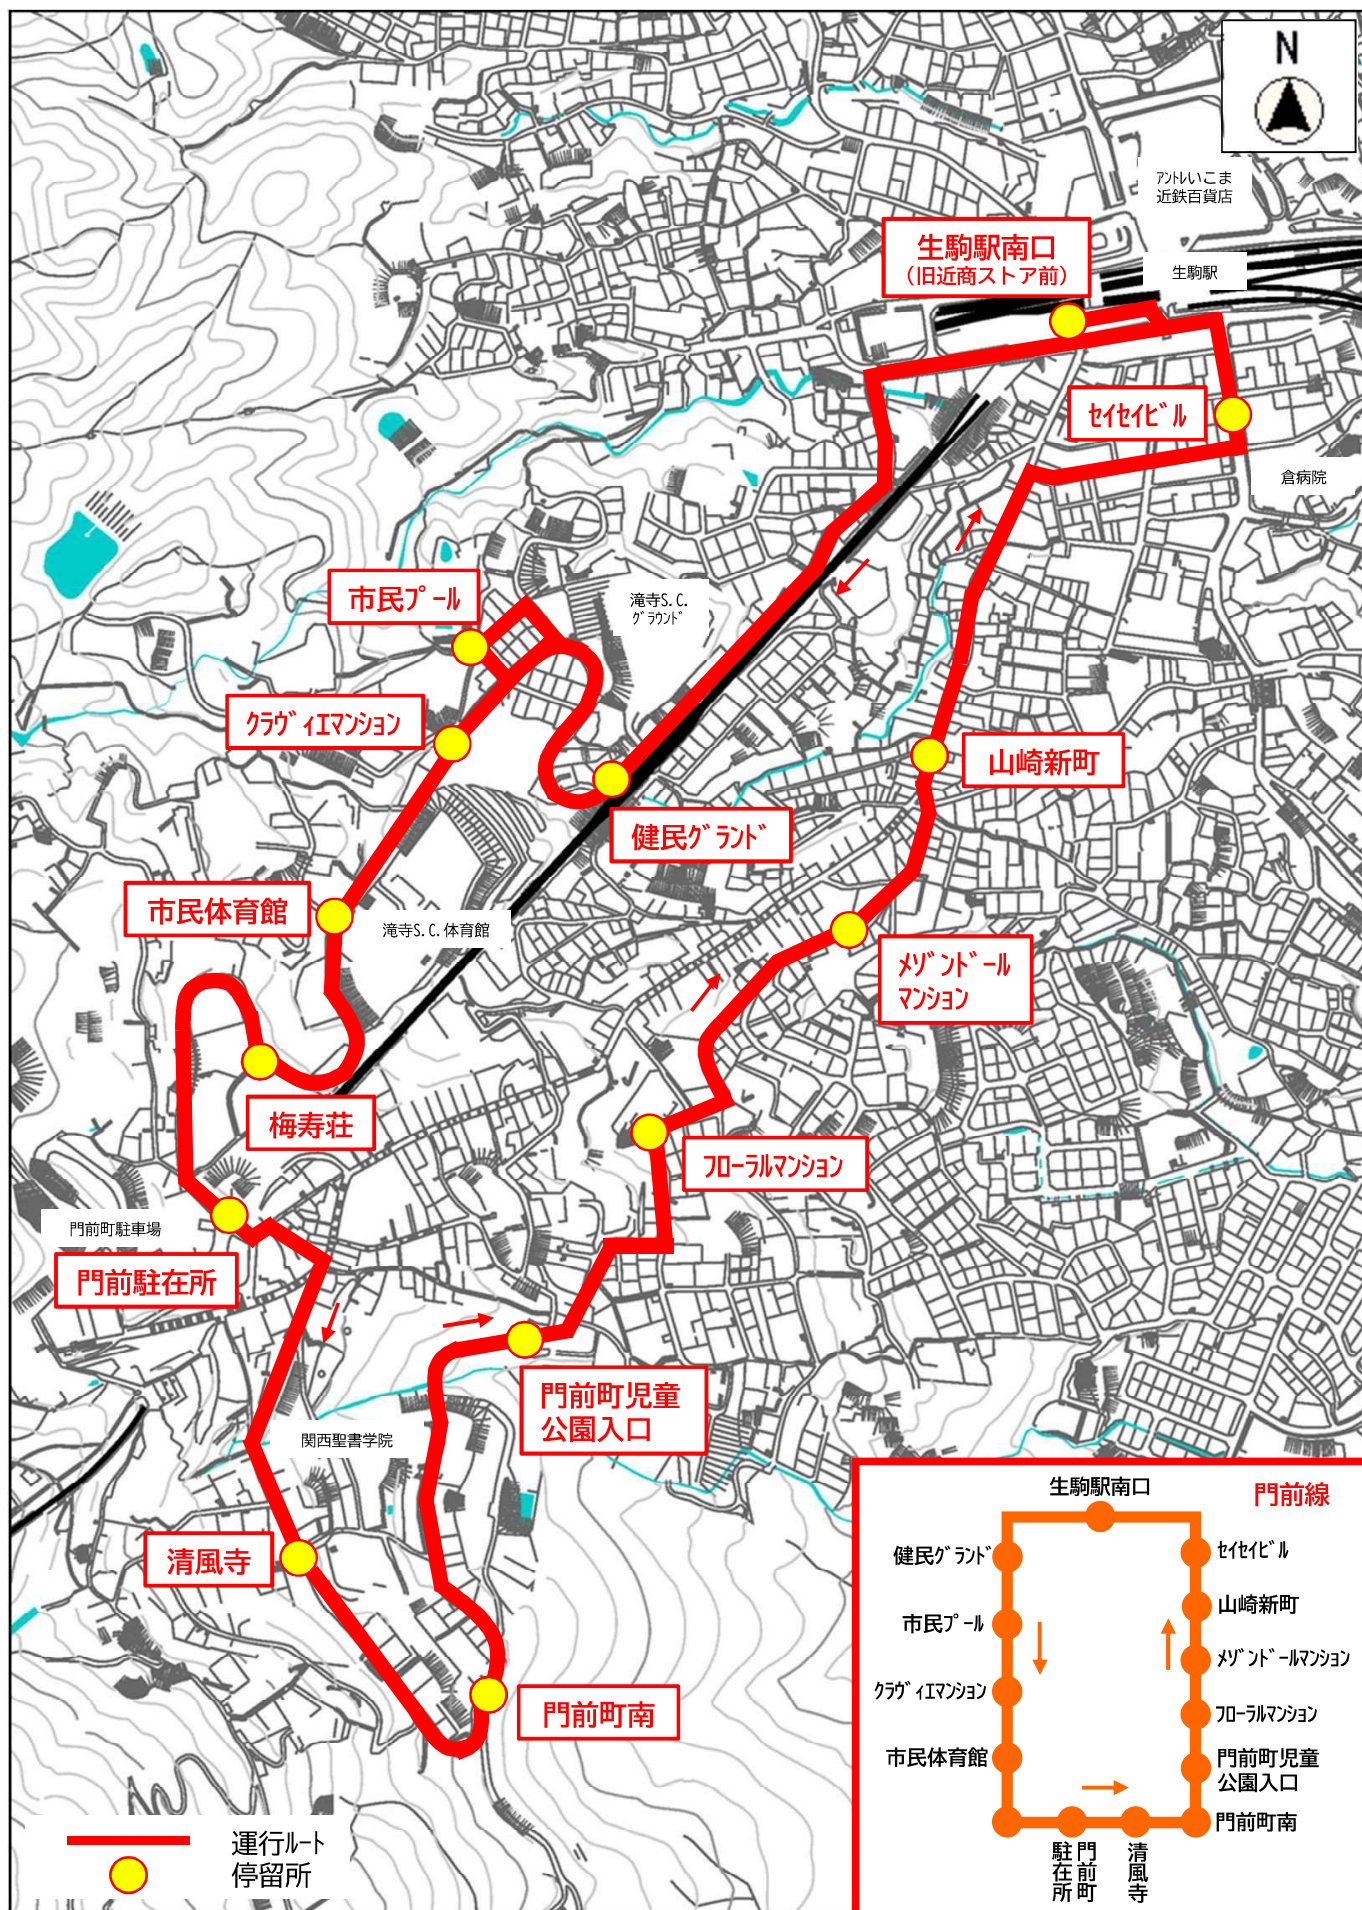 N
アントレいこま
近鉄百貨店
生駒駅南口
（旧近商ストア前）
生駒駅
セイセイビル
倉病院
市民プール
滝寺S.C.
グラウンド
クラヴィエマンション
山崎新町
健民グランド
市民体育館
滝寺S.C.体育館
メゾンドール
マンション
梅寿荘
フローラルマンション
門前町駐車場
門前駐在所
門前町児童
公園入口
関西聖書学院
清風寺
門前町南
運行ルート
停留所
門前線
生駒駅南口
健民グランド
市民プール
クラヴィエマンション
市民体育館
門前町
駐在所
清風寺
セイセイビル
山崎新町
メゾンドールマンション
フローラルマンション
門前町児童
公園入口
門前町南